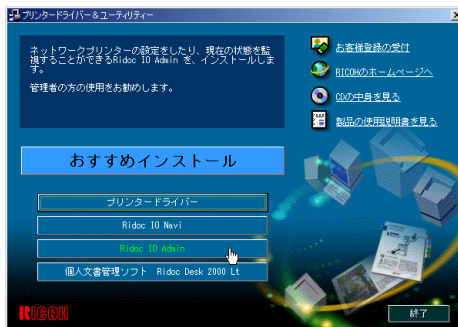 プリンタードライバー＆ユーティリティー
ネットワークプリンターの設定をしたり、現在の状態を監
視することができるRidoc IO Admin を、インストールしま
す。
管理者の方の使用をお勧めします。
お客様登録の受付
RICOHのホームページへ
CDの中身を見る
製品の使用説明書を見る
おすすめインストール
プリンタードライバー
Ridoc IO Navi
Ridoc IO Admin
個人文書管理ソフト Ridoc Desk 2000 Lt
RICOH
終了